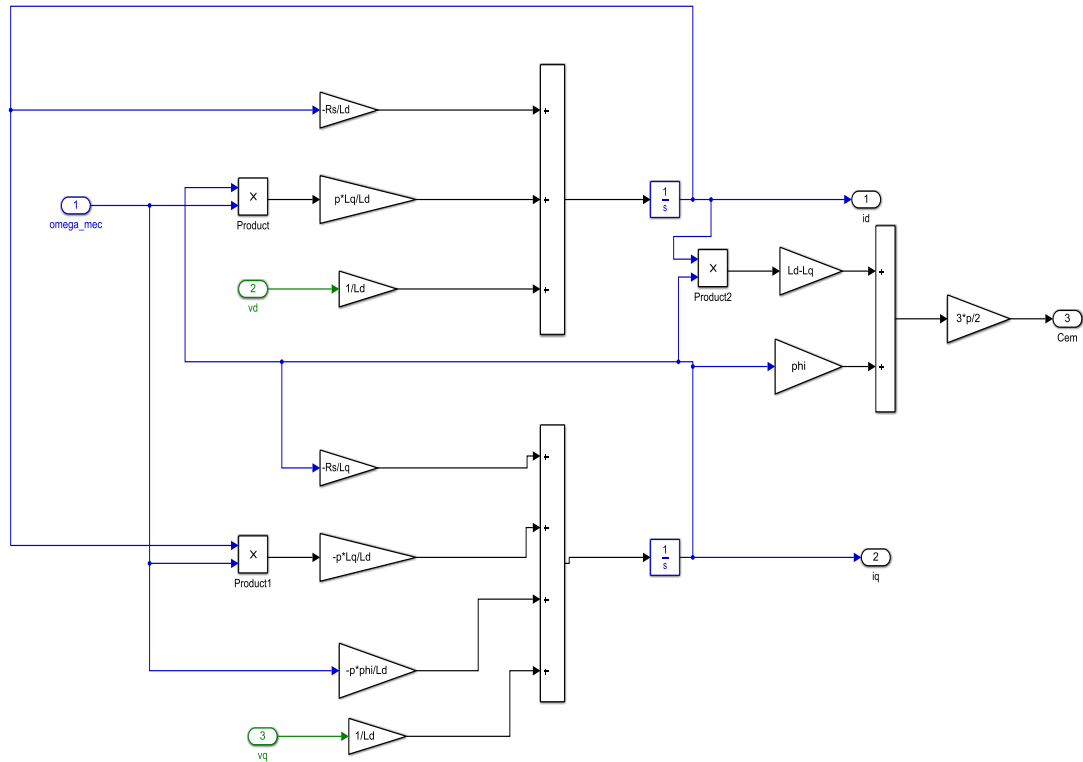 -Rs/Ld
+
1
omega_mec
X
Product
p*Lq/Ld
+
1
s
1
id
2
vd
1/Ld
+
X
Product2
Ld-Lq
+
3*p/2
3
Cem
phi
+
-Rs/Lq
+
X
Product1
-p*Lq/Ld
+
1
s
2
iq
+
-p*phi/Ld
+
3
vq
1/Ld